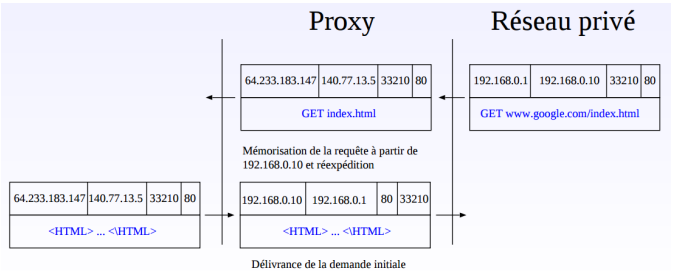 Proxy
Réseau privé
64.233.183.147 140.77.13.5 33210 80
GET index.html
192.168.0.1 192.168.0.10 33210 80
GET www.google.com/index.html
Mémorisation de la requête à partir de
192.168.0.10 et réexpédition
64.233.183.147 140.77.13.5 33210 80
<HTML> ... <\HTML>
192.168.0.10 192.168.0.1 80 33210
<HTML> ... <\HTML>
Délivrance de la demande initiale